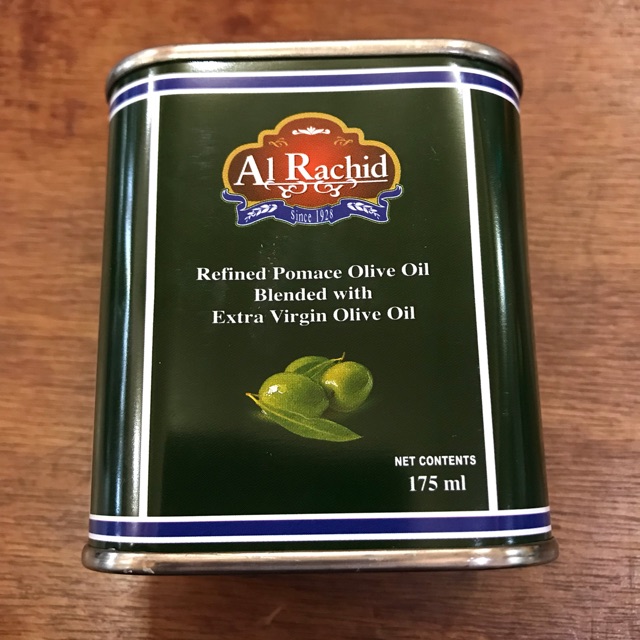 Al Rachid
Since 1928
Refined Pomace Olive Oil
Blended with
Extra Virgin Olive Oil
NET CONTENTS
175 ml